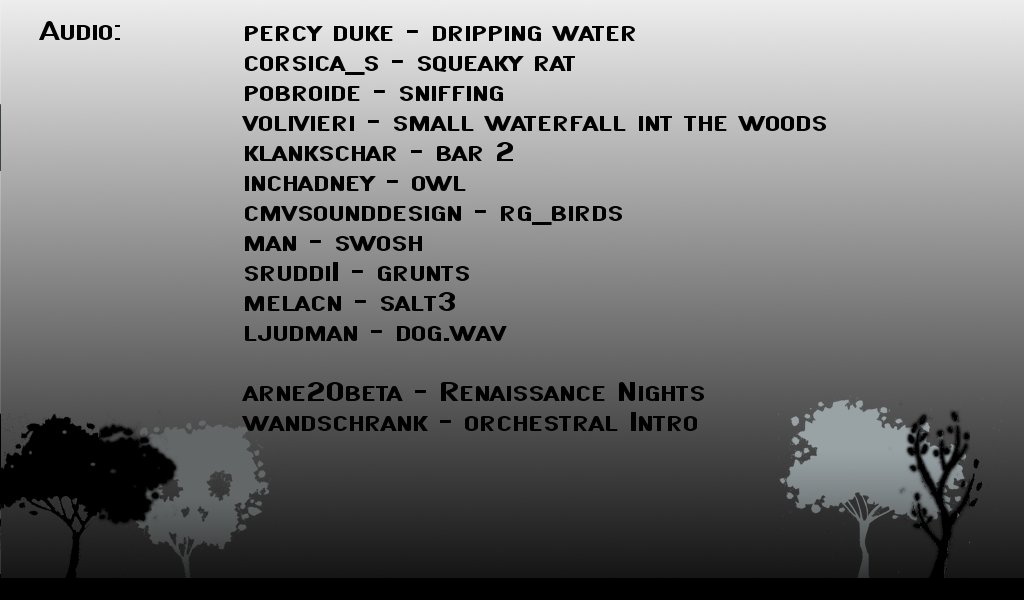 Audio:
percy duke - dripping water
corsica_s - squeaky rat
pobroide - sniffing
volivieri - small waterfall int the woods
klankschar - bar 2
inchadney - owl
cmvsounddesign - rg_birds
man - swosh
sruddi1 - grunts
melacn - salt3
ljudman - dog.wav
arne20beta - Renaissance Nights
wandschrank - orchestral Intro